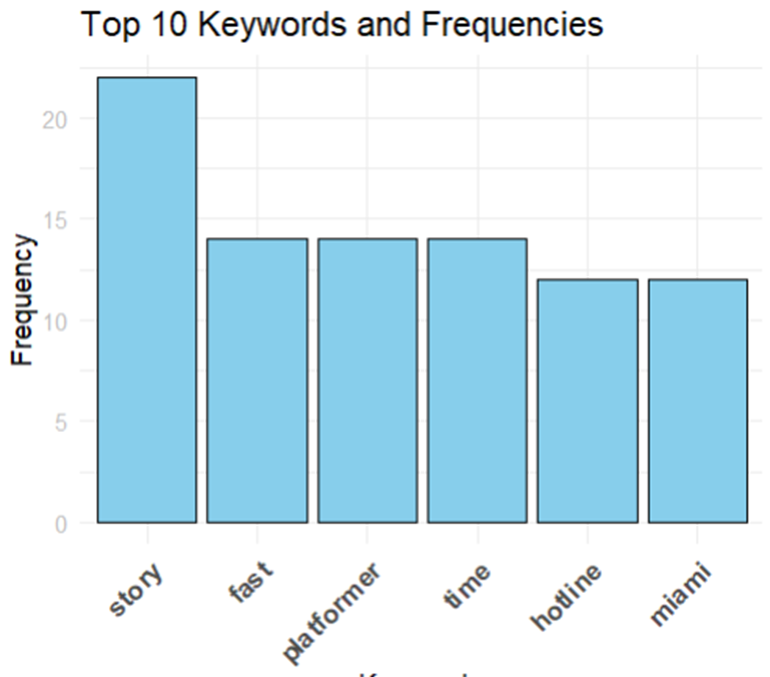 Top 10 Keywords and Frequencies
Frequency
20
15
10
5
0
story
fast
platformer
time
hotline
miami